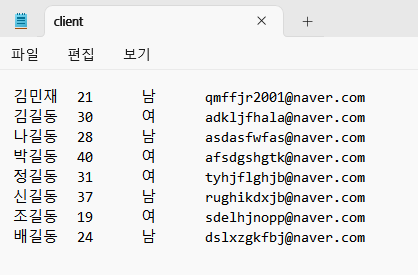 client
파일 편집 보기
김민재 21 남 qmffjr2001@naver.com
김길동 30 여 adkljfhala@naver.com
나길동 28 남 asdasfwfas@naver.com
박길동 40 여 afsdgshgtk@naver.com
정길동 31 여 tyhjflghjb@naver.com
신길동 37 남 rughikdxjb@naver.com
조길동 19 여 sdelhjnopp@naver.com
배길동 24 남 dslxzgkfbj@naver.com